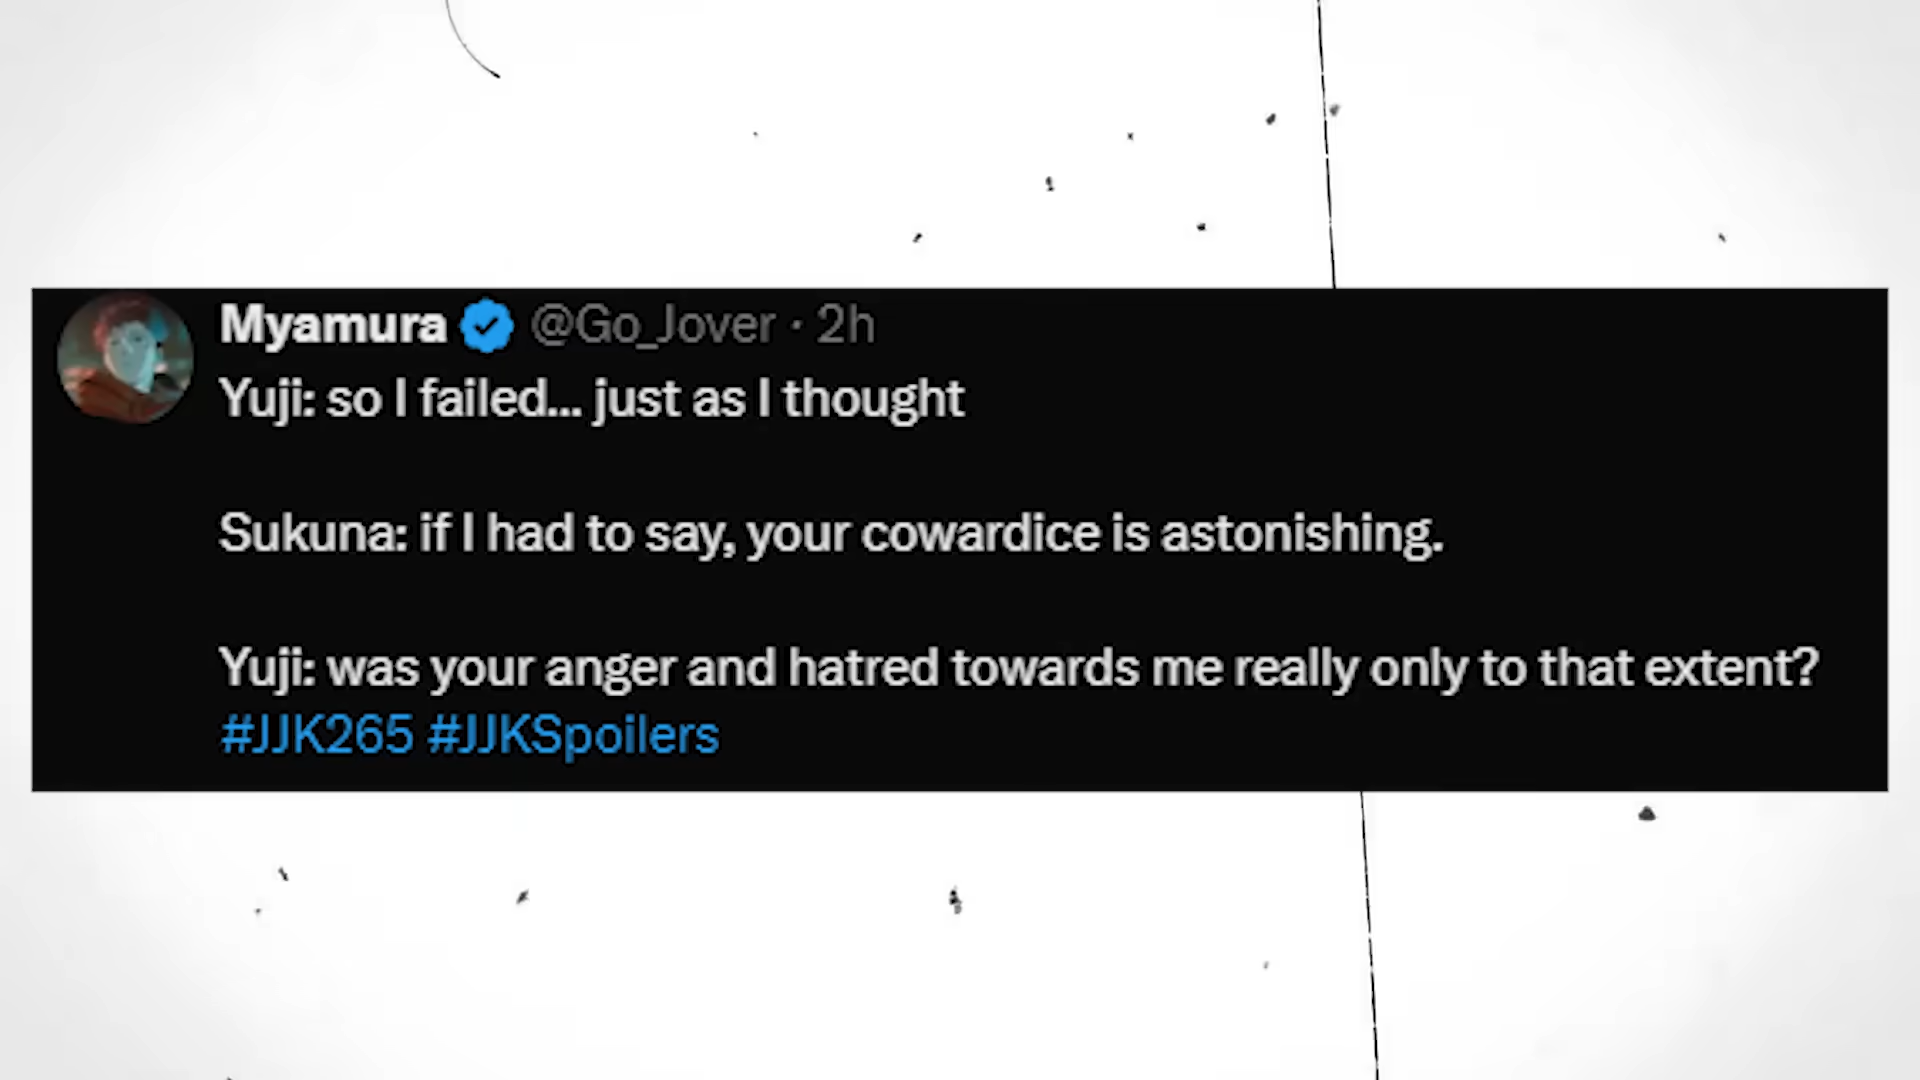 Myamura @Go_Jover · 2h
Yuji: so I failed... just as I thought
Sukuna: if I had to say, your cowardice is astonishing.
Yuji: was your anger and hatred towards me really only to that extent?
#JJK265 #JJKSpoilers